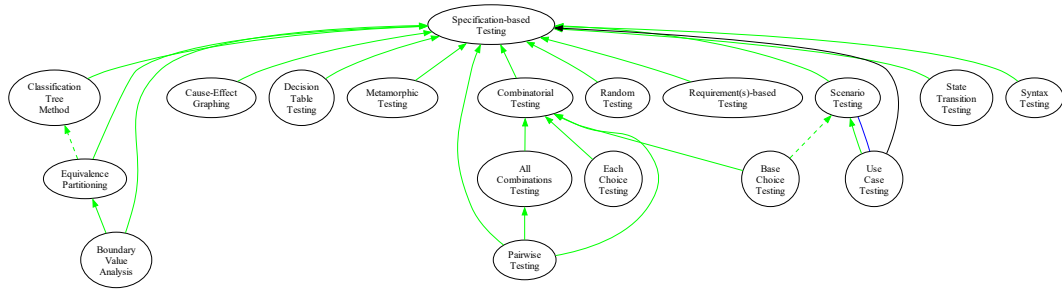 Specification-based
Testing
Classification
Tree
Method
Cause-Effect
Graphing
Decision
Table
Testing
Metamorphic
Testing
Combinatorial
Testing
Random
Testing
Requirement(s)-based
Testing
Scenario
Testing
State
Transition
Testing
Syntax
Testing
Equivalence
Partitioning
All
Combinations
Testing
Each
Choice
Testing
Base
Choice
Testing
Use
Case
Testing
Boundary
Value
Analysis
Pairwise
Testing